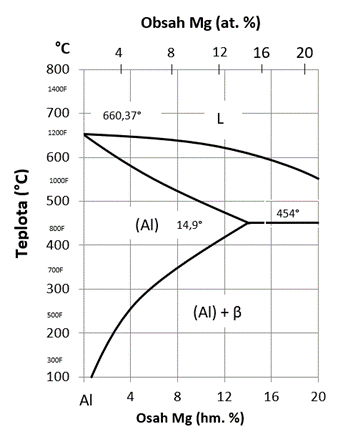 Obsah Mg (at. %)
°C
4 8 12 16 20
800
1400F
700
660,37°
L
1200F
600
1000F
500
454°
(Al) 14,9°
800F
400
700F
300
(Al) + β
500F
200
300F
100
Teplota (°C)
Al 4 8 12 16 20
Osah Mg (hm. %)